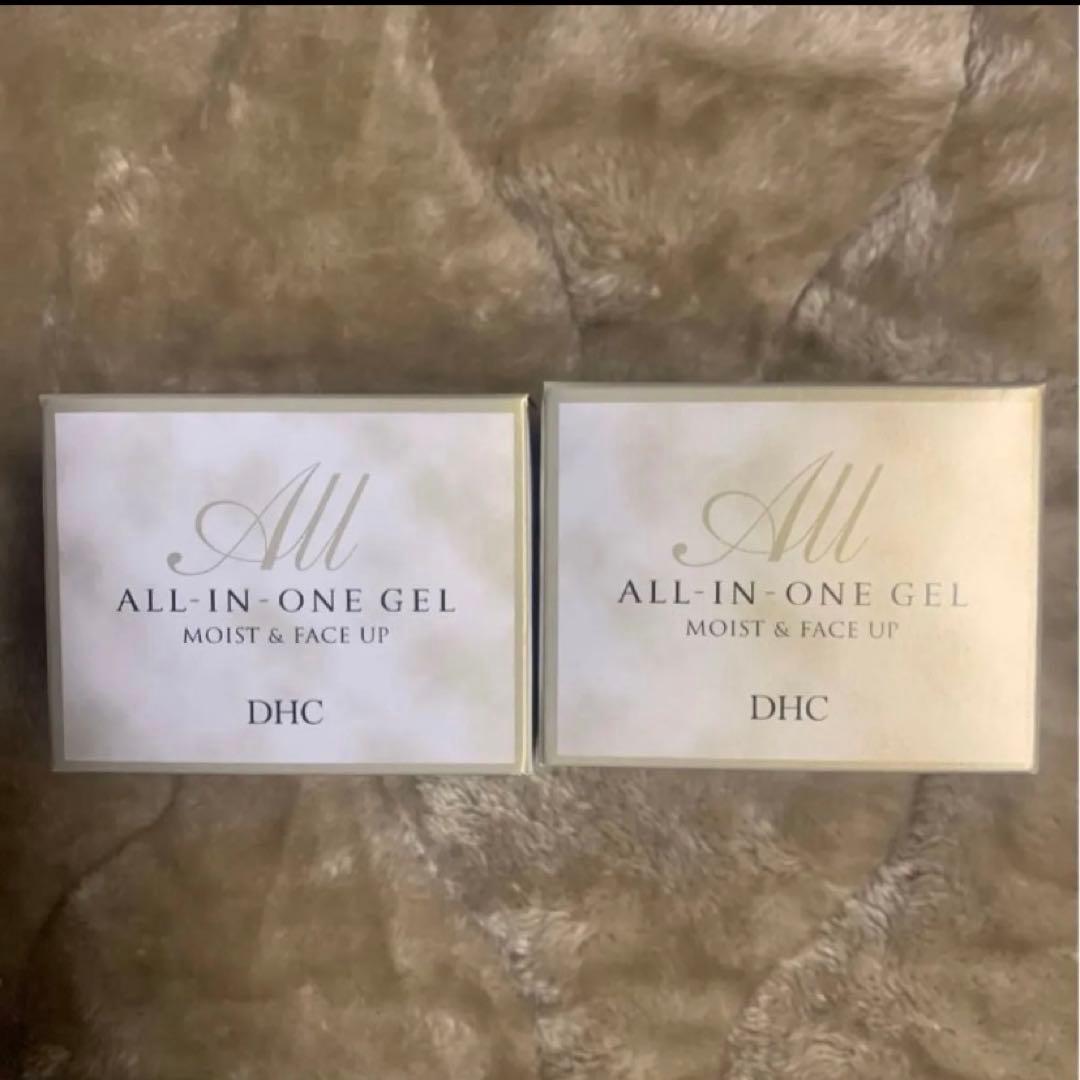 All
ALL-IN-ONE GEL
MOIST & FACE UP
DHC
All
ALL-IN-ONE GEL
MOIST & FACE UP
DHC